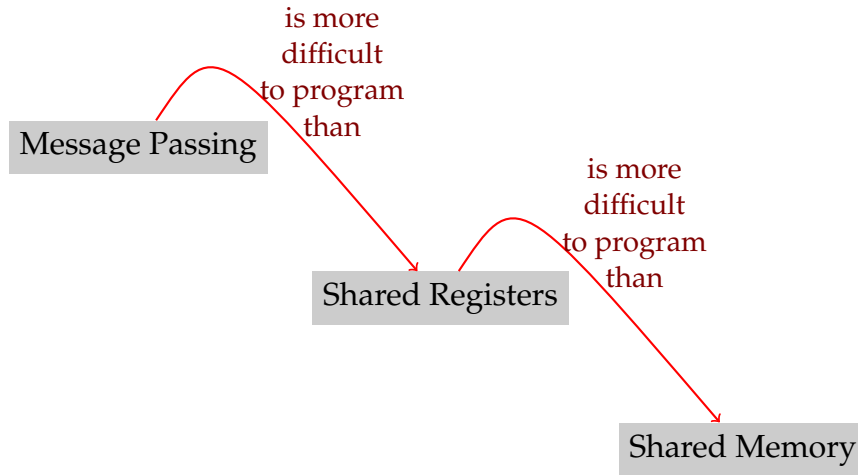 is more
difficult
to program
than
Message Passing
is more
difficult
to program
than
Shared Registers
Shared Memory